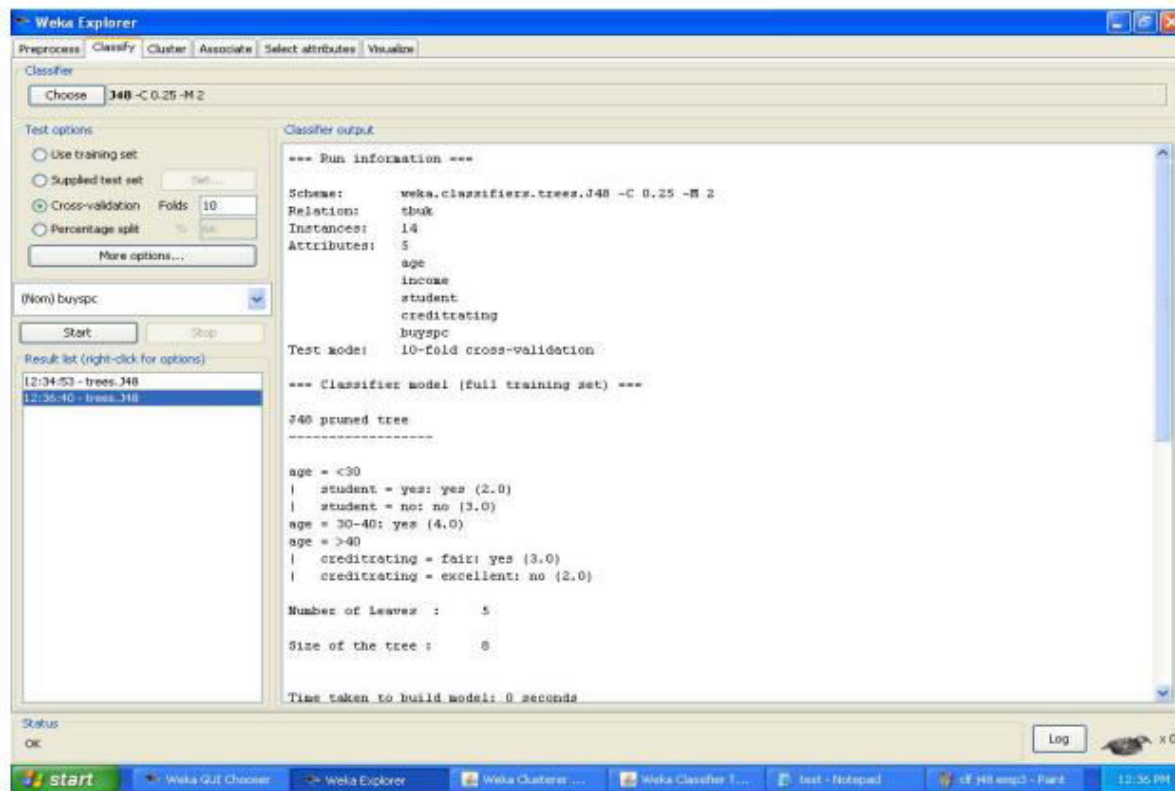 Weka Explorer
Preprocess Classify Cluster Associate Select attributes Visualize
Classifier
Choose J48 -C 0.25 -M 2
Test options
Use training set
Supplied test set Set...
Cross-validation Folds 10
Percentage split % 66
More options...
(Nom) buyspc
Start Stop
Result list (right-click for options)
12:34:53 - trees.J48
12:36:40 - trees.J48
Classifier output
=== Run information ===
Scheme: weka.classifiers.trees.J48 -C 0.25 -M 2
Relation: tbuk
Instances: 14
Attributes: 5
age
income
student
creditrating
buyspc
Test mode: 10-fold cross-validation
=== Classifier model (full training set) ===
J48 pruned tree
------------------
age = <30
| student = yes: yes (2.0)
| student = no: no (3.0)
age = 30-40: yes (4.0)
age = >40
| creditrating = fair: yes (3.0)
| creditrating = excellent: no (2.0)
Number of Leaves : 5
Size of the tree : 8
Time taken to build model: 0 seconds
Status
OK
Log x 0
start Weka GUI Chooser Weka Explorer Weka Clusterer ... Weka Classifier T... test - Notepad clf j48 emp3 - Paint 12:36 PM